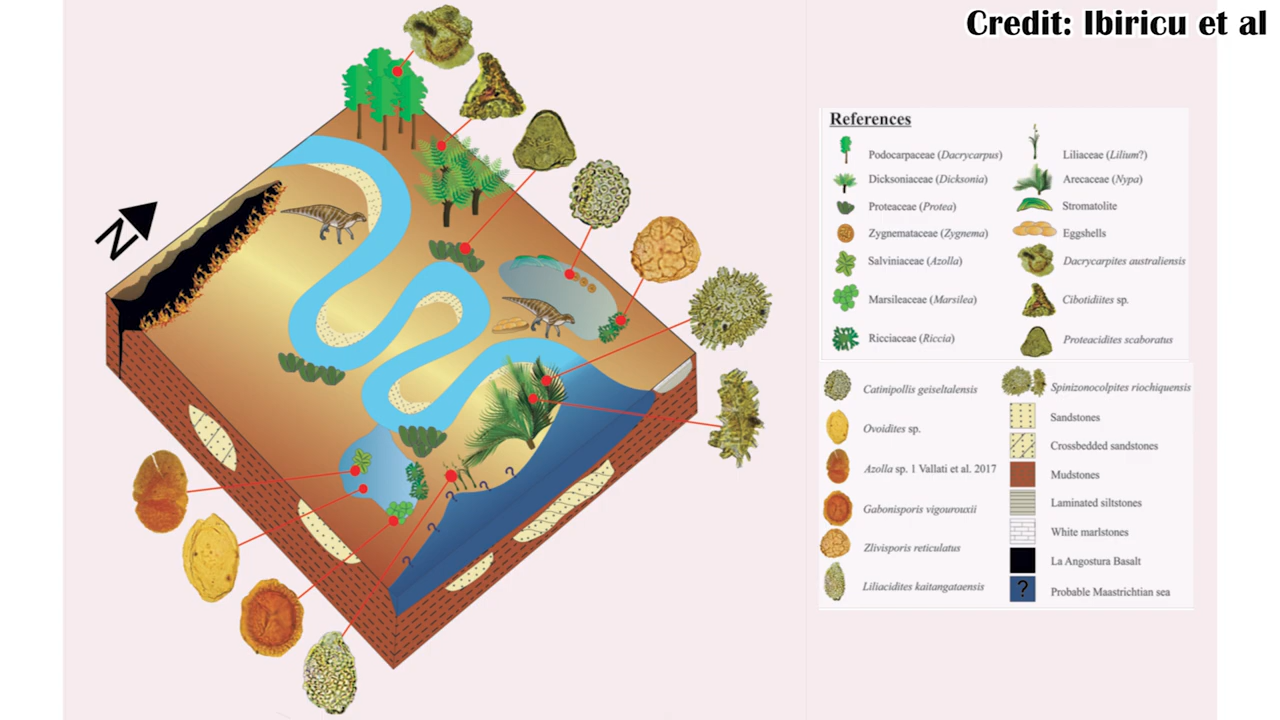 Credit: Ibiricu et al
N
References
Podocarpaceae (Dacrycarpus)
Dicksoniaceae (Dicksonia)
Proteaceae (Protea)
Zygnemataceae (Zygnema)
Salviniaceae (Azolla)
Marsileaceae (Marsilea)
Ricciaceae (Riccia)
Liliaceae (Lilium?)
Arecaceae (Nypa)
Stromatolite
Eggshells
Dacrycarpites australiensis
Cibotidiites sp.
Proteacidites scaboratus
Catinipollis geiseltalensis
Ovoidites sp.
Azolla sp. 1 Vallati et al. 2017
Gabonisporis vigourouxii
Zlivisporis reticulatus
Liliacidites kaitangataensis
Spinizonocolpites riochiquensis
Sandstones
Crossbedded sandstones
Mudstones
Laminated siltstones
White marlstones
La Angostura Basalt
? Probable Maastrichtian sea
?
?
?
?
?